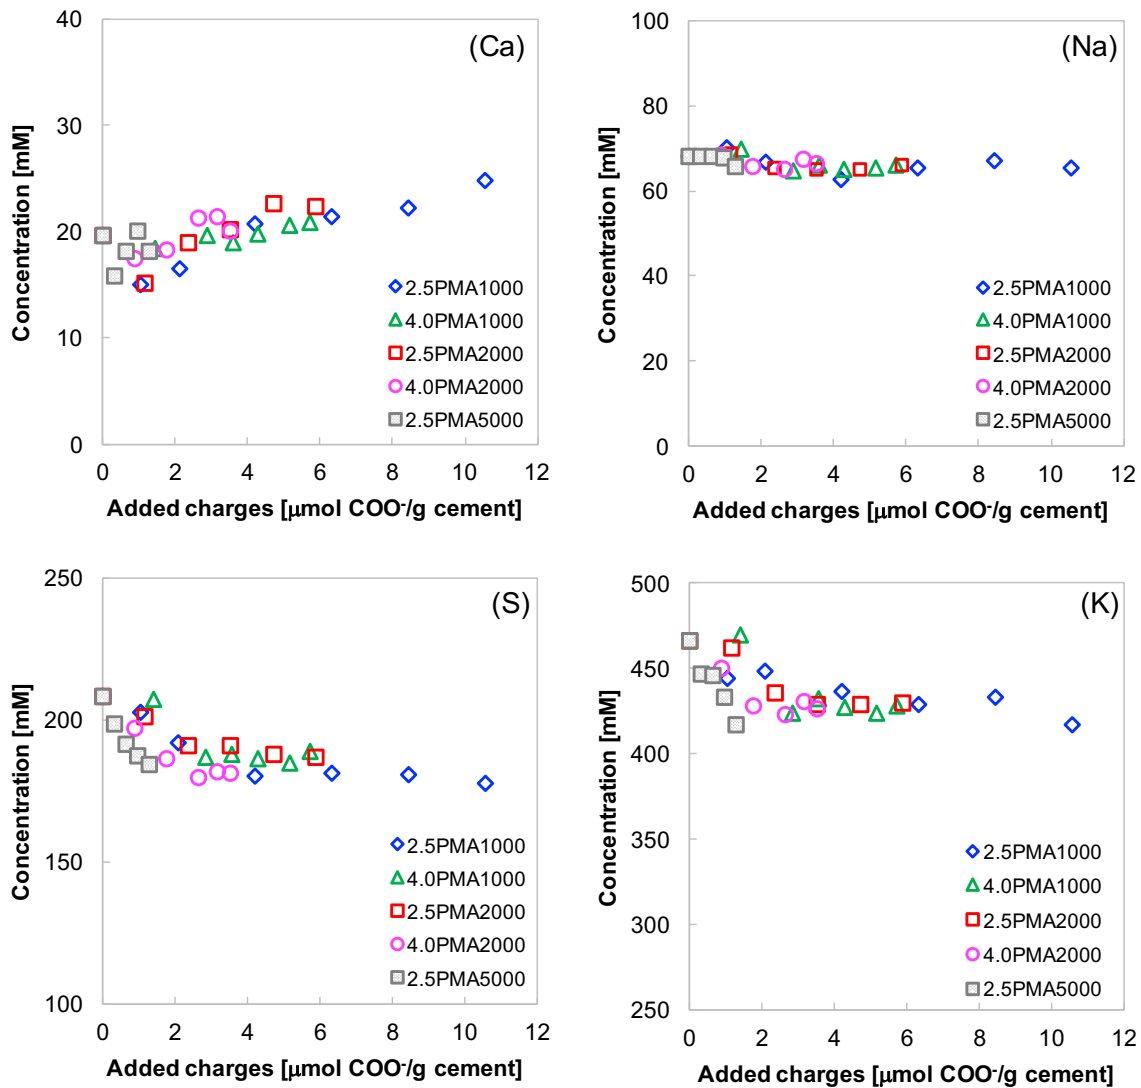 (Ca)
40
30
20
10
0
0 2 4 6 8 10 12
Concentration [mM]
Added charges [μmol COO⁻/g cement]
2.5PMA1000
4.0PMA1000
2.5PMA2000
4.0PMA2000
2.5PMA5000
(Na)
100
80
60
40
20
0
0 2 4 6 8 10 12
Concentration [mM]
Added charges [μmol COO⁻/g cement]
2.5PMA1000
4.0PMA1000
2.5PMA2000
4.0PMA2000
2.5PMA5000
(S)
250
200
150
100
0 2 4 6 8 10 12
Concentration [mM]
Added charges [μmol COO⁻/g cement]
2.5PMA1000
4.0PMA1000
2.5PMA2000
4.0PMA2000
2.5PMA5000
(K)
500
450
400
350
300
250
0 2 4 6 8 10 12
Concentration [mM]
Added charges [μmol COO⁻/g cement]
2.5PMA1000
4.0PMA1000
2.5PMA2000
4.0PMA2000
2.5PMA5000